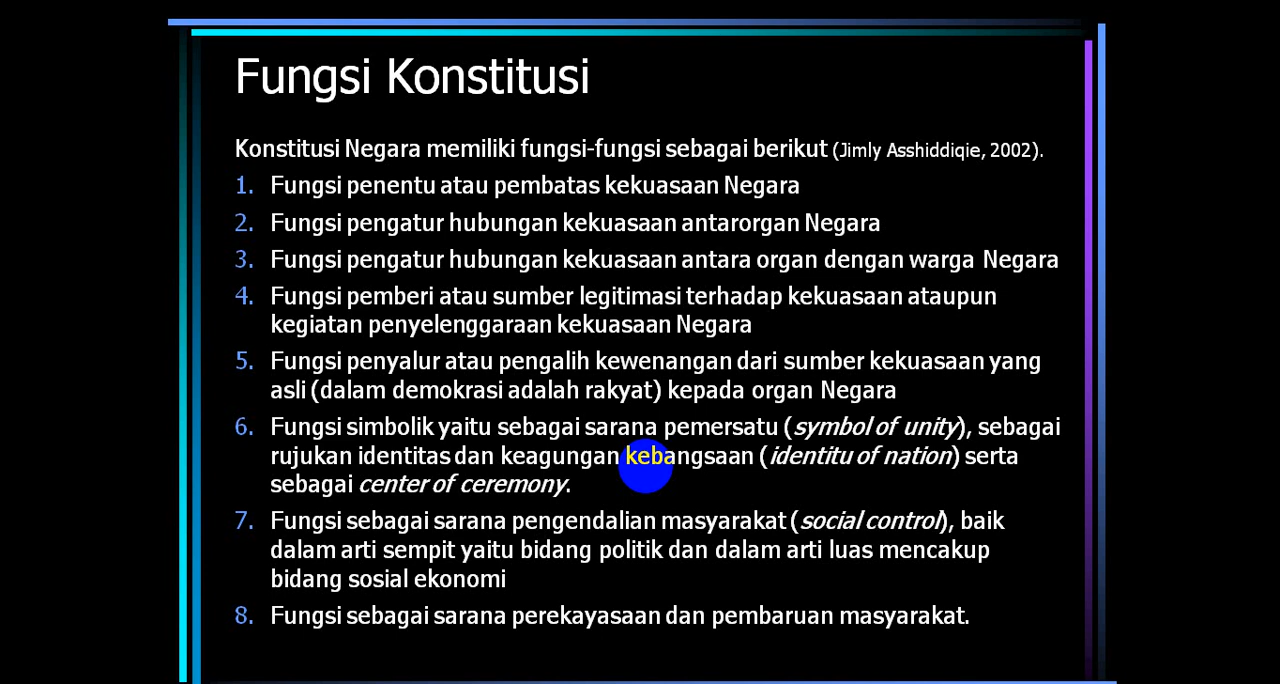 Fungsi Konstitusi
Konstitusi Negara memiliki fungsi-fungsi sebagai berikut (Jimly Asshiddiqie, 2002).
1. Fungsi penentu atau pembatas kekuasaan Negara
2. Fungsi pengatur hubungan kekuasaan antarorgan Negara
3. Fungsi pengatur hubungan kekuasaan antara organ dengan warga Negara
4. Fungsi pemberi atau sumber legitimasi terhadap kekuasaan ataupun
kegiatan penyelenggaraan kekuasaan Negara
5. Fungsi penyalur atau pengalih kewenangan dari sumber kekuasaan yang
asli (dalam demokrasi adalah rakyat) kepada organ Negara
6. Fungsi simbolik yaitu sebagai sarana pemersatu (symbol of unity), sebagai
rujukan identitas dan keagungan kebangsaan (identitu of nation) serta
sebagai center of ceremony.
7. Fungsi sebagai sarana pengendalian masyarakat (social control), baik
dalam arti sempit yaitu bidang politik dan dalam arti luas mencakup
bidang sosial ekonomi
8. Fungsi sebagai sarana perekayasaan dan pembaruan masyarakat.